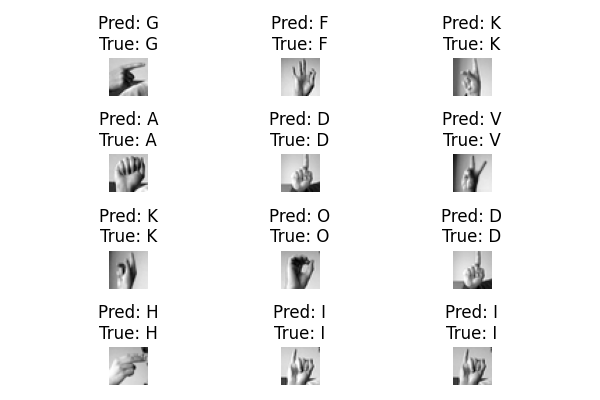 Pred: G
True: G
Pred: F
True: F
Pred: K
True: K
Pred: A
True: A
Pred: D
True: D
Pred: V
True: V
Pred: K
True: K
Pred: O
True: O
Pred: D
True: D
Pred: H
True: H
Pred: I
True: I
Pred: I
True: I